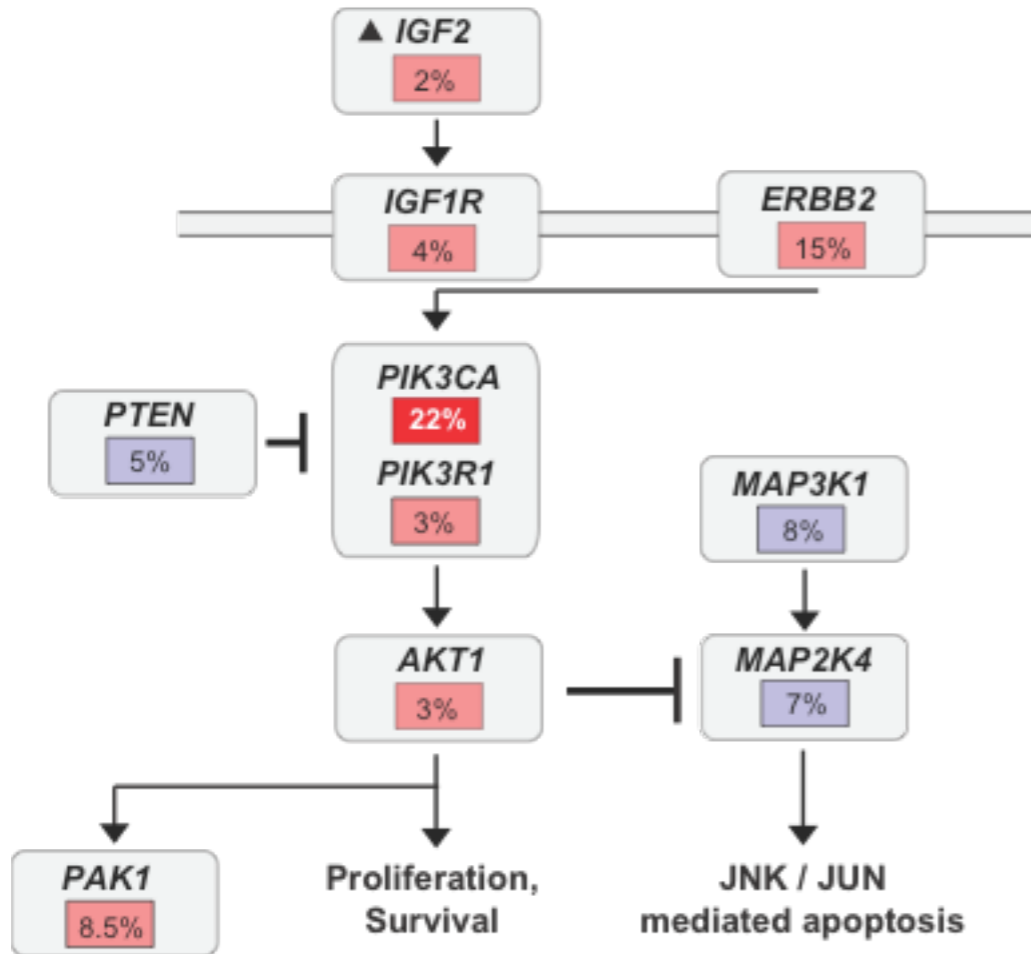 ▲ IGF2
2%
IGF1R
4%
ERBB2
15%
PIK3CA
22%
PIK3R1
3%
PTEN
5%
MAP3K1
8%
AKT1
3%
MAP2K4
7%
PAK1
8.5%
Proliferation,
Survival
JNK / JUN
mediated apoptosis